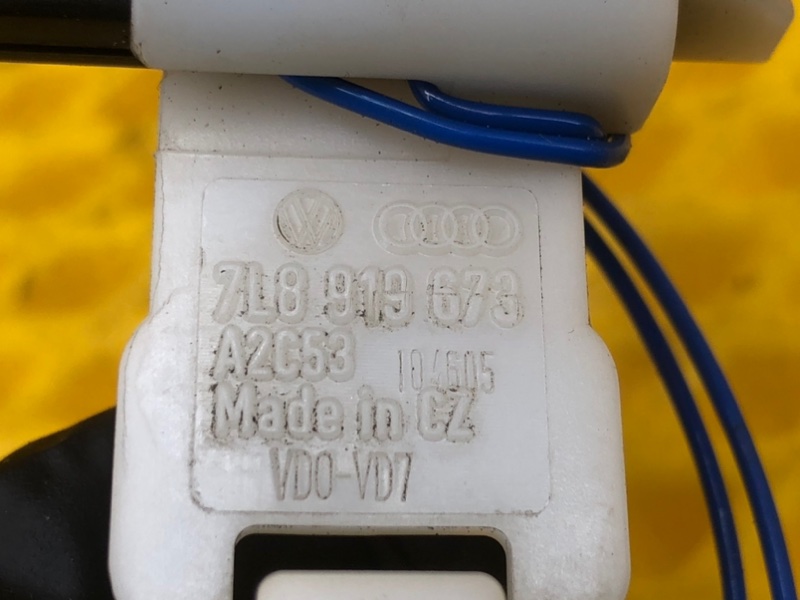 7L8 919 673
A2C53 104605
Made in CZ
VDO-VD7